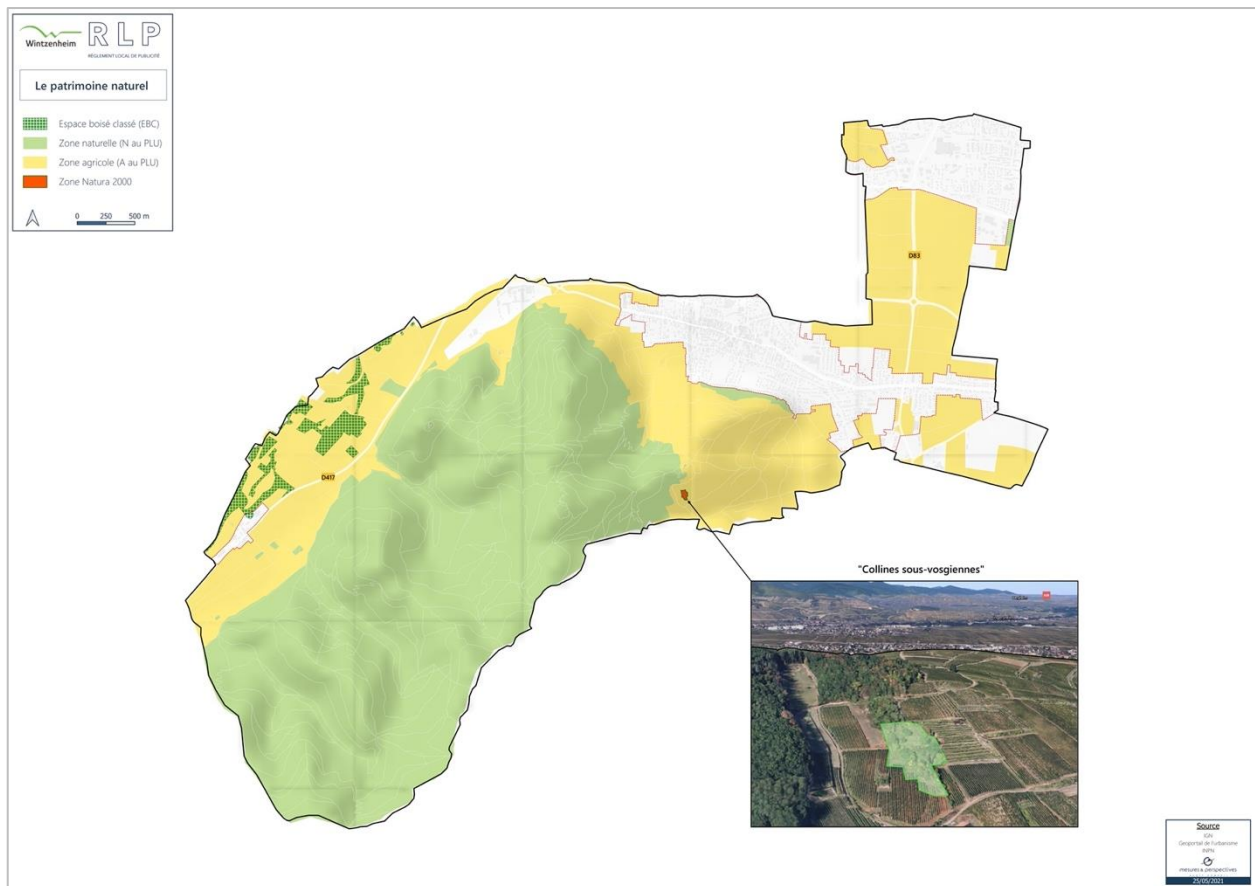 Wintzenheim
RLP
RÈGLEMENT LOCAL DE PUBLICITÉ
Le patrimoine naturel
Espace boisé classé (EBC)
Zone naturelle (N au PLU)
Zone agricole (A au PLU)
Zone Natura 2000
0 250 500 m
D83
D417
"Collines sous-vosgiennes"
Source
IGN
Géoportail de l'urbanisme
INPN
mesures & perspectives
25/05/2021